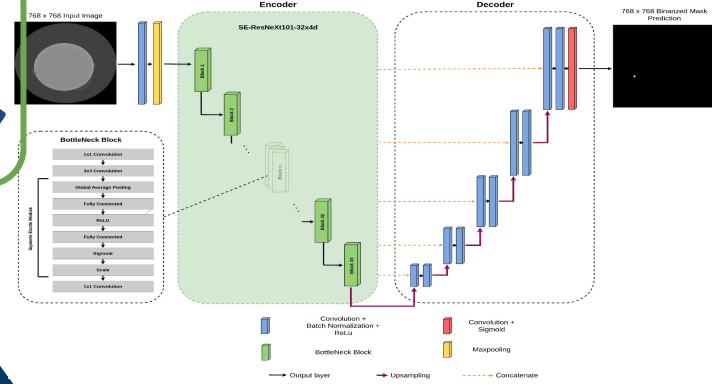 768 x 768 Input Image
Encoder
Decoder
768 x 768 Binarized Mask
Prediction
SE-ResNeXt101-32x4d
Block 1
Block 2
Block n
Block 32
Block 33
BottleNeck Block
1x1 Convolution
3x3 Convolution
Global Average Pooling
Fully Connected
ReLU
Fully Connected
Sigmoid
Scale
1x1 Convolution
Squeeze Excite Module
Convolution +
Batch Normalization +
ReLu
Convolution +
Sigmoid
BottleNeck Block
Maxpooling
Output layer
Upsampling
Concatenate